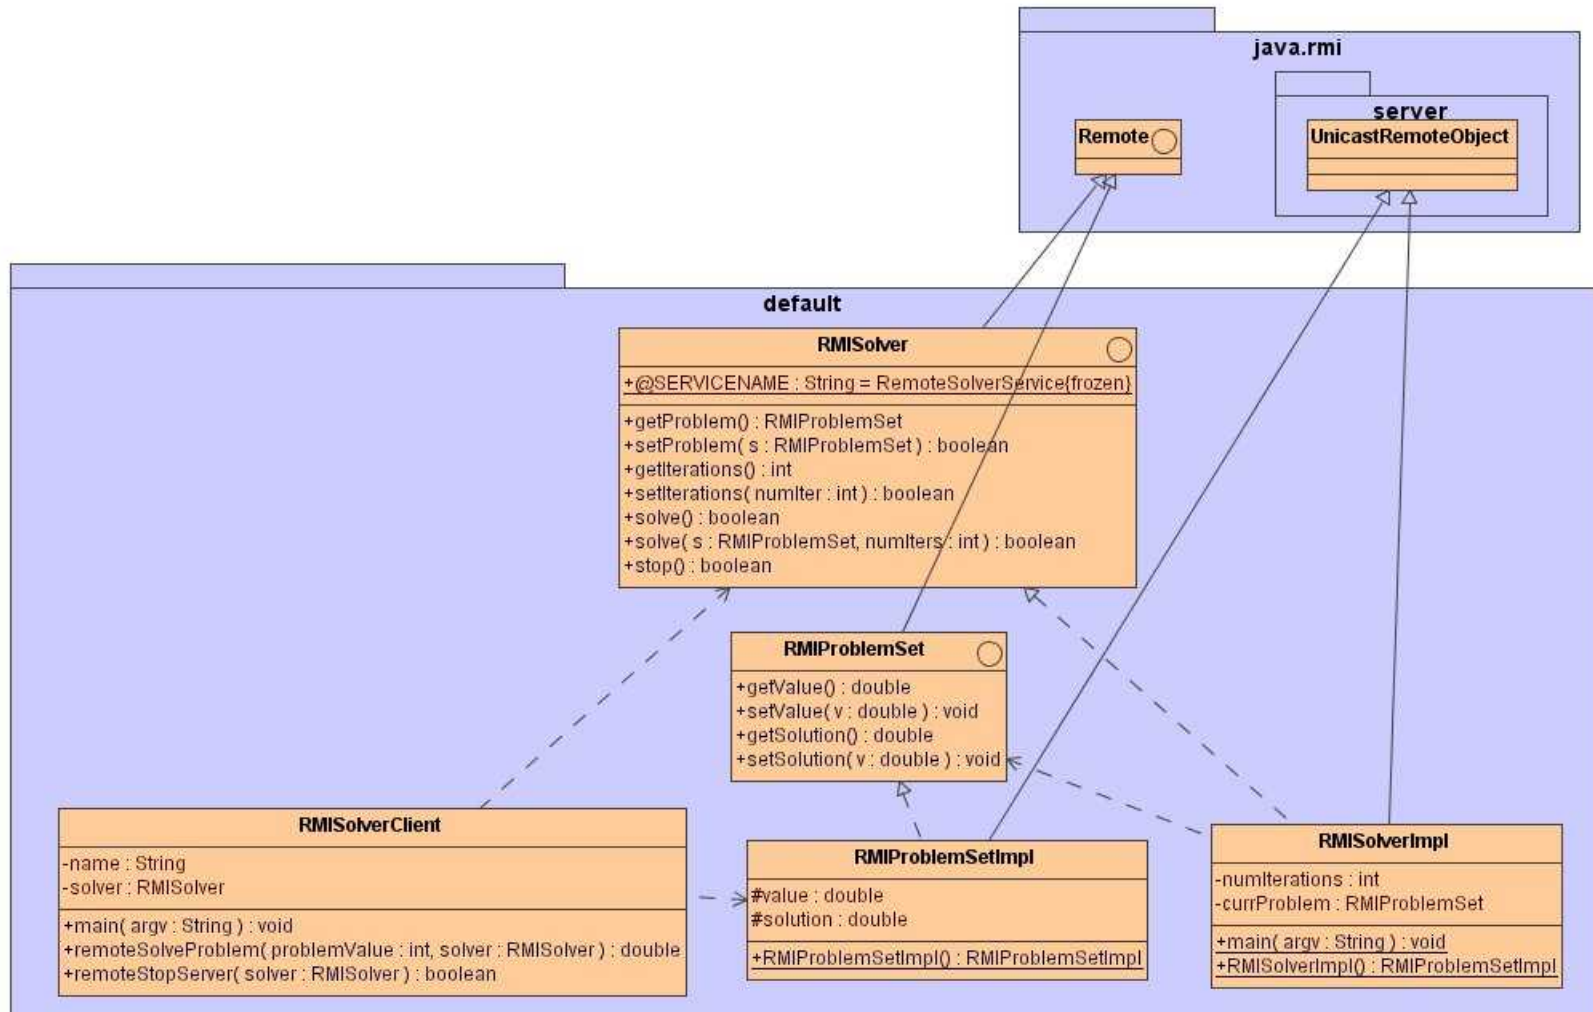 java.rmi
server
Remote
UnicastRemoteObject
default
RMISolver
+@SERVICENAME : String = RemoteSolverService{frozen}
+getProblem() : RMIProblemSet
+setProblem( s : RMIProblemSet ) : boolean
+getIterations() : int
+setIterations( numIter : int ) : boolean
+solve() : boolean
+solve( s : RMIProblemSet, numIters : int ) : boolean
+stop() : boolean
RMIProblemSet
+getValue() : double
+setValue( v : double ) : void
+getSolution() : double
+setSolution( v : double ) : void
RMISolverClient
-name : String
-solver : RMISolver
+main( argv : String ) : void
+remoteSolveProblem( problemValue : int, solver : RMISolver ) : double
+remoteStopServer( solver : RMISolver ) : boolean
RMIProblemSetImpl
#value : double
#solution : double
+RMIProblemSetImpl() : RMIProblemSetImpl
RMISolverImpl
-numIterations : int
-currProblem : RMIProblemSet
+main( argv : String ) : void
+RMISolverImpl() : RMIProblemSetImpl